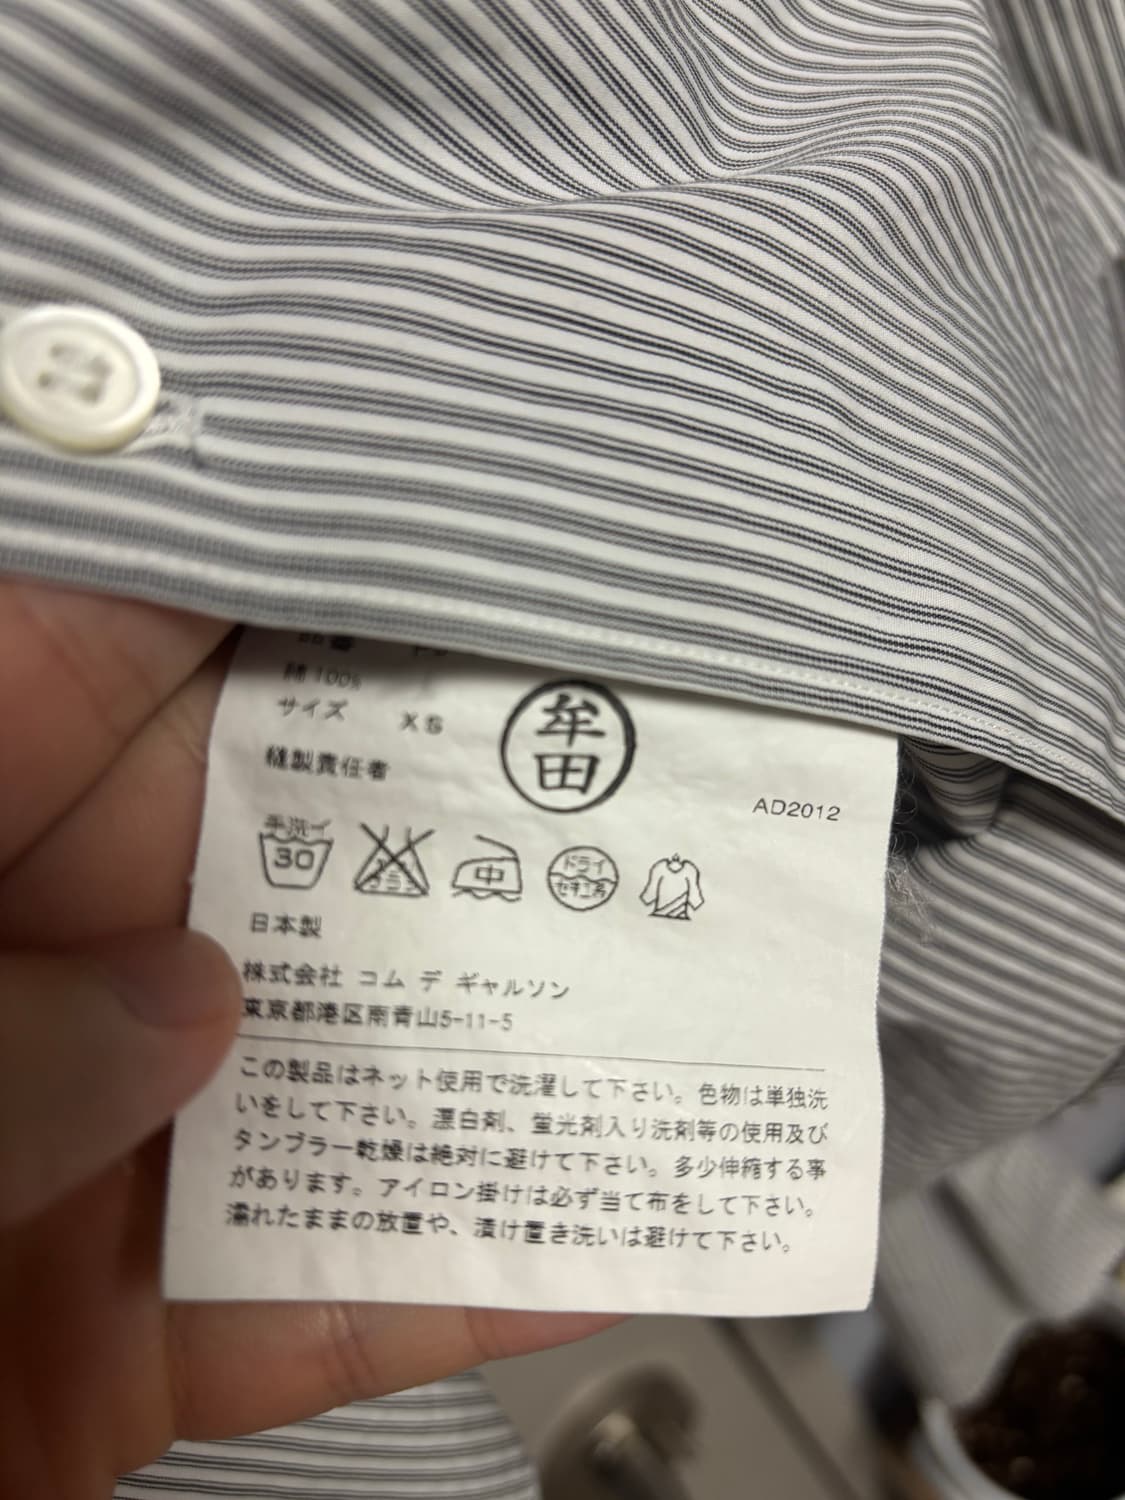 品番
綿 100%
サイズ XS
牟田
縫製責任者
AD2012
手洗イ
30
中
ドライ
セキユ系
日本製
株式会社 コム デ ギャルソン
東京都港区南青山5-11-5
この製品はネット使用で洗濯して下さい。色物は単独洗
いをして下さい。漂白剤、蛍光剤入り洗剤等の使用及び
タンブラー乾燥は絶対に避けて下さい。多少伸縮する事
があります。アイロン掛けは必ず当て布をして下さい。
濡れたままの放置や、漬け置き洗いは避けて下さい。